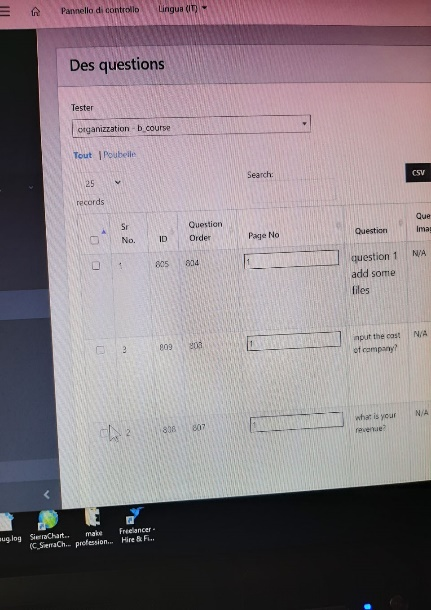 Pannello di controllo Lingua (IT)
Des questions
Tester
organizzation - b_course
Tout | Poubelle
25
records
Search:
CSV
Sr No. ID Question Order Page No Question Que Imag
1 805 804 1 question 1 add some files N/A
3 809 808 1 input the cost of company? N/A
2 808 807 1 what is your revenue? N/A
ug.log
SierraChart... (C_SierraCh...
make profession...
Freelancer - Hire & Fi...